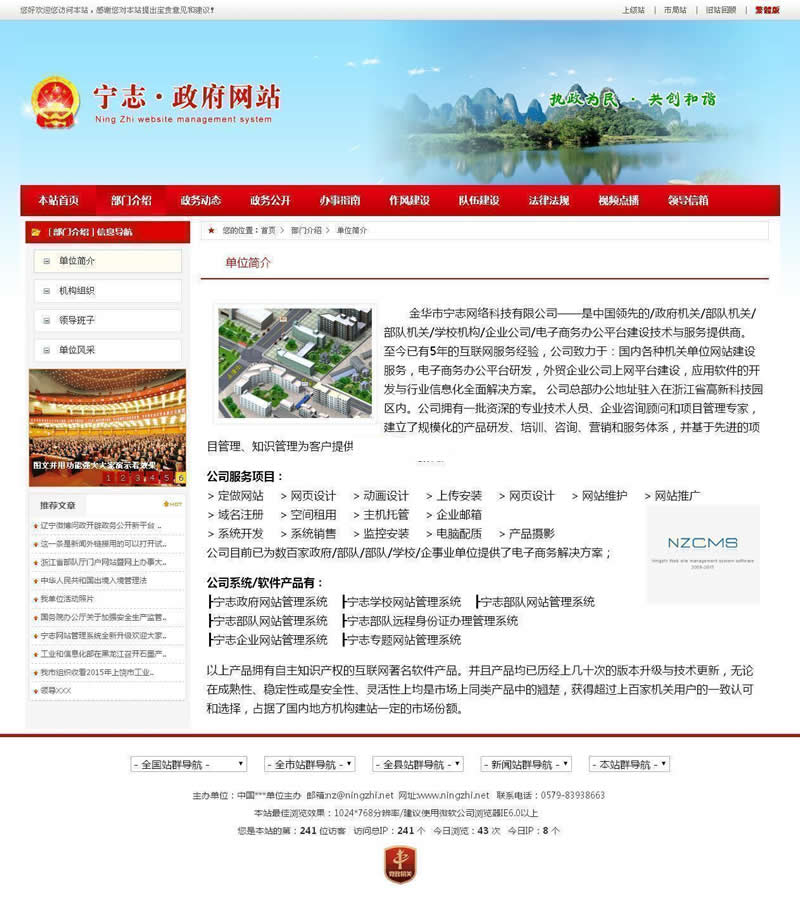 您好欢迎您访问本站，感谢您对本站提出宝贵意见和建议！
上级站 | 市局站 | 旧站回顾 | 繁體版
宁志·政府网站
Ning Zhi website management system
执政为民 · 共创和谐
本站首页 部门介绍 政务动态 政务公开 办事指南 作风建设 队伍建设 法律法规 视频点播 领导信箱
[ 部门介绍 ] 信息导航
单位简介
机构组织
领导班子
单位风采
图文并用功能强大大家演示看效果
1 2 3 4 5 6
推荐文章 HOT
辽宁微博问政开辟政务公开新平台 ..
这一条是新闻外链接用的可以打开试..
浙江省部队厅门户网站暨网上办事大..
中华人民共和国出境入境管理法
我单位活动照片
国务院办公厅关于加强安全生产监管..
宁志网站管理系统全新升级欢迎大家..
工业和信息化部在黑龙江召开石墨产..
我市组织收看2015年上饶市工业..
领导XXX
您的位置：首页 > 部门介绍 > 单位简介
单位简介
金华市宁志网络科技有限公司——是中国领先的/政府机关/部队机关/
部队机关/学校机构/企业公司/电子商务办公平台建设技术与服务提供商。
至今已有5年的互联网服务经验，公司致力于：国内各种机关单位网站建设
服务，电子商务办公平台研发，外贸企业公司上网平台建设，应用软件的开
发与行业信息化全面解决方案。 公司总部办公地址驻入在浙江省高新科技园
区内。公司拥有一批资深的专业技术人员、企业咨询顾问和项目管理专家，
建立了规模化的产品研发、培训、咨询、营销和服务体系，并基于先进的项
目管理、知识管理为客户提供
公司服务项目：
> 定做网站 > 网页设计 > 动画设计 > 上传安装 > 网页设计 > 网站维护 > 网站推广
> 域名注册 > 空间租用 > 主机托管 > 企业邮箱
> 系统开发 > 系统销售 > 监控安装 > 电脑配质 > 产品摄影
公司目前已为数百家政府/部队/部队/学校/企事业单位提供了电子商务解决方案；
NZCMS
Ningzhi Web site management system software
2009-2015
公司系统/软件产品有：
┣宁志政府网站管理系统 ┣宁志学校网站管理系统 ┣宁志部队网站管理系统
┣宁志部队网站管理系统 ┣宁志部队远程身份证办理管理系统
┣宁志企业网站管理系统 ┣宁志专题网站管理系统
以上产品拥有自主知识产权的互联网署名软件产品。并且产品均已历经上几十次的版本升级与技术更新，无论
在成熟性、稳定性或是安全性、灵活性上均是市场上同类产品中的翘楚，获得超过上百家机关用户的一致认可
和选择，占据了国内地方机构建站一定的市场份额。
- 全国站群导航 - - 全市站群导航 - - 全县站群导航 - - 新闻站群导航 - - 本站群导航 -
主办单位：中国***单位主办 邮箱:nz@ningzhi.net 网址:www.ningzhi.net 联系电话：0579-83938663
本站最佳浏览效果：1024*768分辨率/建议使用微软公司浏览器IE6.0以上
您是本站的第：241 位访客 访问总IP：241 个 今日浏览：43 次 今日IP：8 个
党政机关